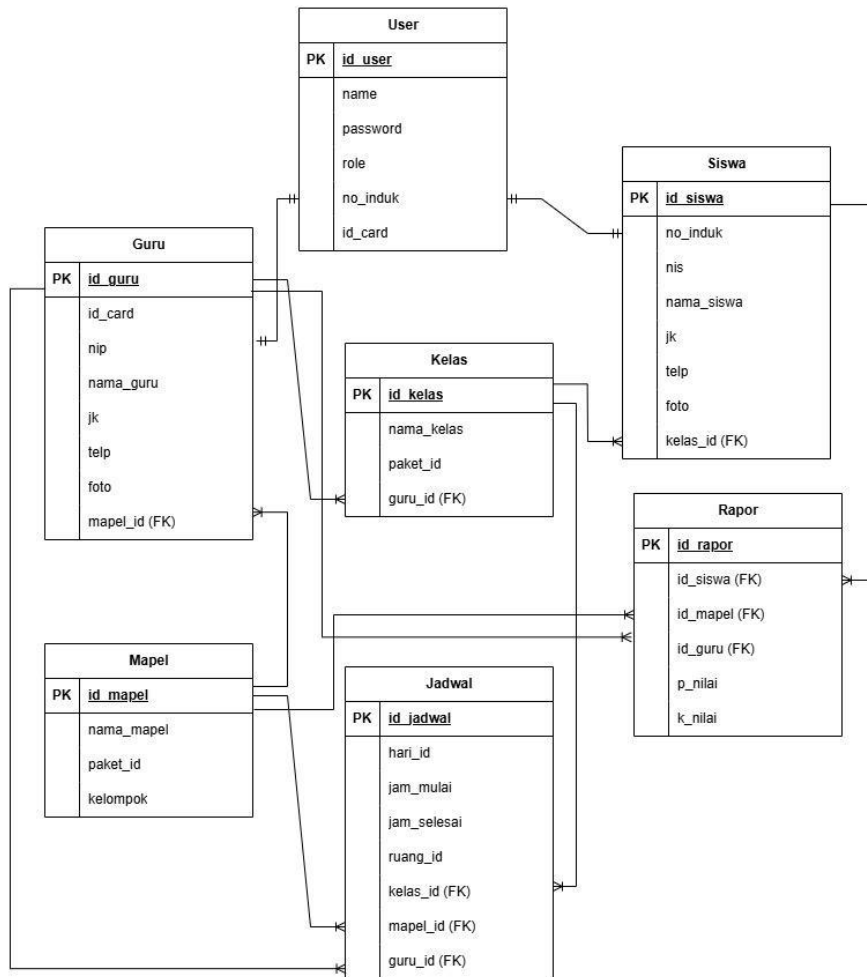 User
PK id_user
name
password
role
no_induk
id_card
Siswa
PK id_siswa
no_induk
nis
nama_siswa
jk
telp
foto
kelas_id (FK)
Guru
PK id_guru
id_card
nip
nama_guru
jk
telp
foto
mapel_id (FK)
Kelas
PK id_kelas
nama_kelas
paket_id
guru_id (FK)
Rapor
PK id_rapor
id_siswa (FK)
id_mapel (FK)
id_guru (FK)
p_nilai
k_nilai
Mapel
PK id_mapel
nama_mapel
paket_id
kelompok
Jadwal
PK id_jadwal
hari_id
jam_mulai
jam_selesai
ruang_id
kelas_id (FK)
mapel_id (FK)
guru_id (FK)